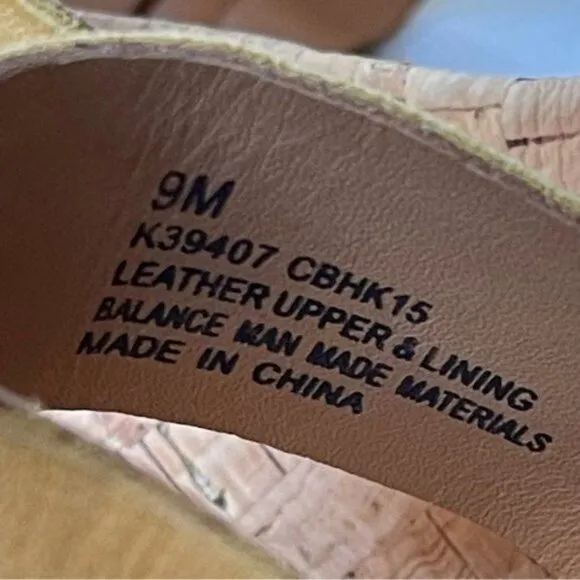 9M
K39407 CBHK15
LEATHER UPPER & LINING
BALANCE MAN MADE MATERIALS
MADE IN CHINA